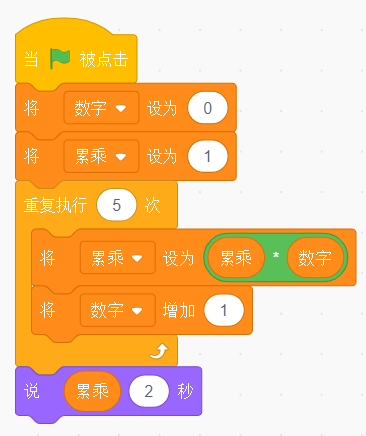 当 被点击
将 数字 设为 0
将 累乘 设为 1
重复执行 5 次
将 累乘 设为 累乘 * 数字
将 数字 增加 1
说 累乘 2 秒